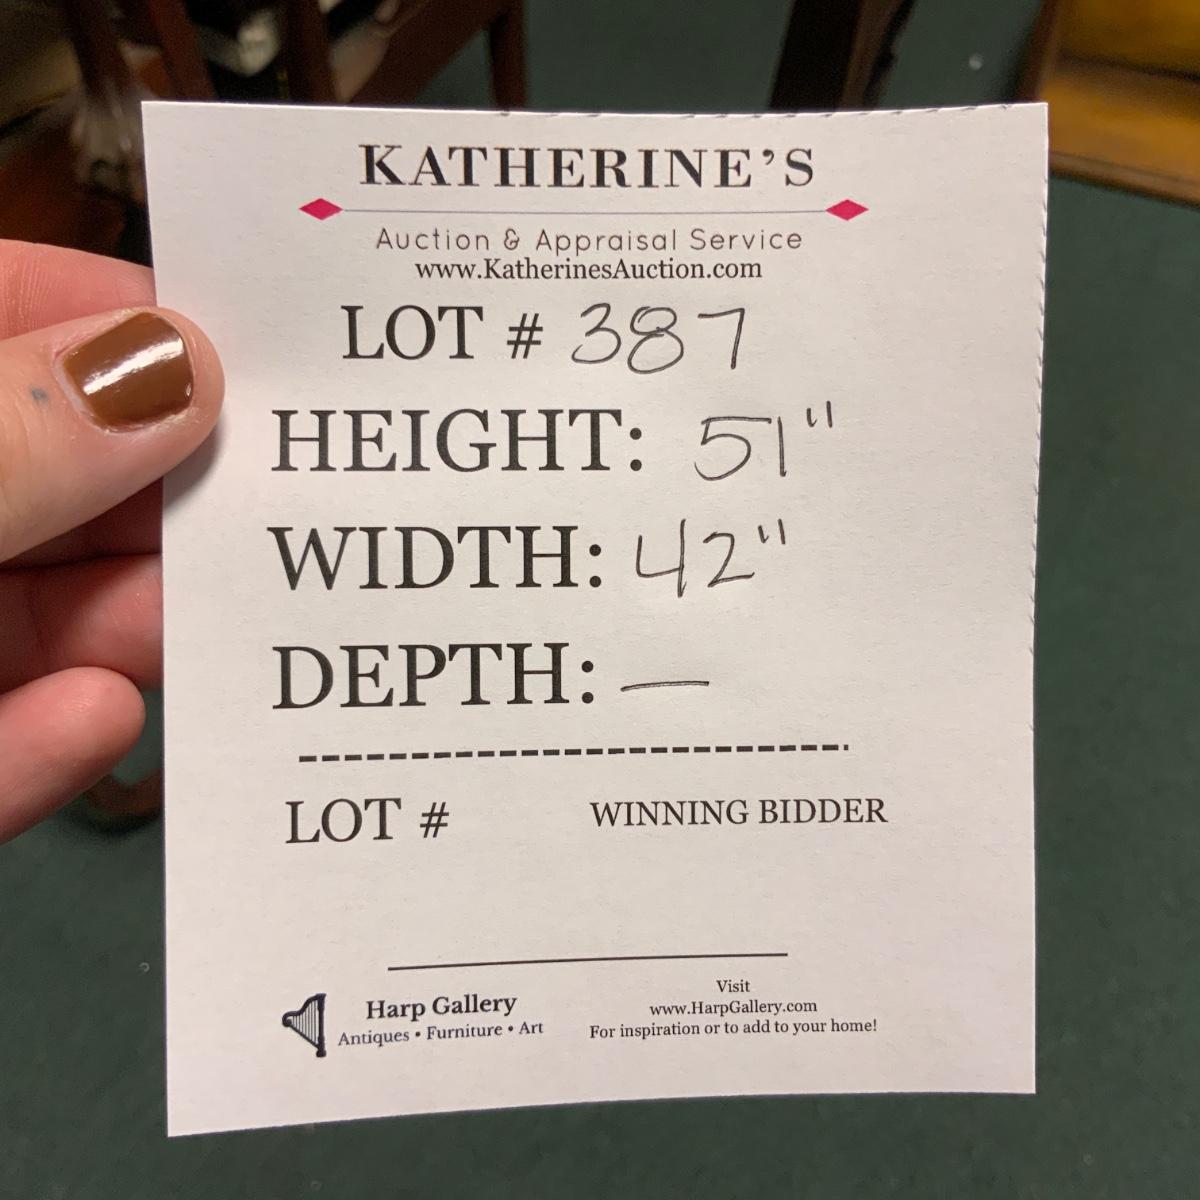 KATHERINE'S
Auction & Appraisal Service
www.KatherinesAuction.com
LOT # 387
HEIGHT: 51"
WIDTH: 42"
DEPTH: —
LOT # WINNING BIDDER
Harp Gallery
Antiques • Furniture • Art
Visit
www.HarpGallery.com
For inspiration or to add to your home!